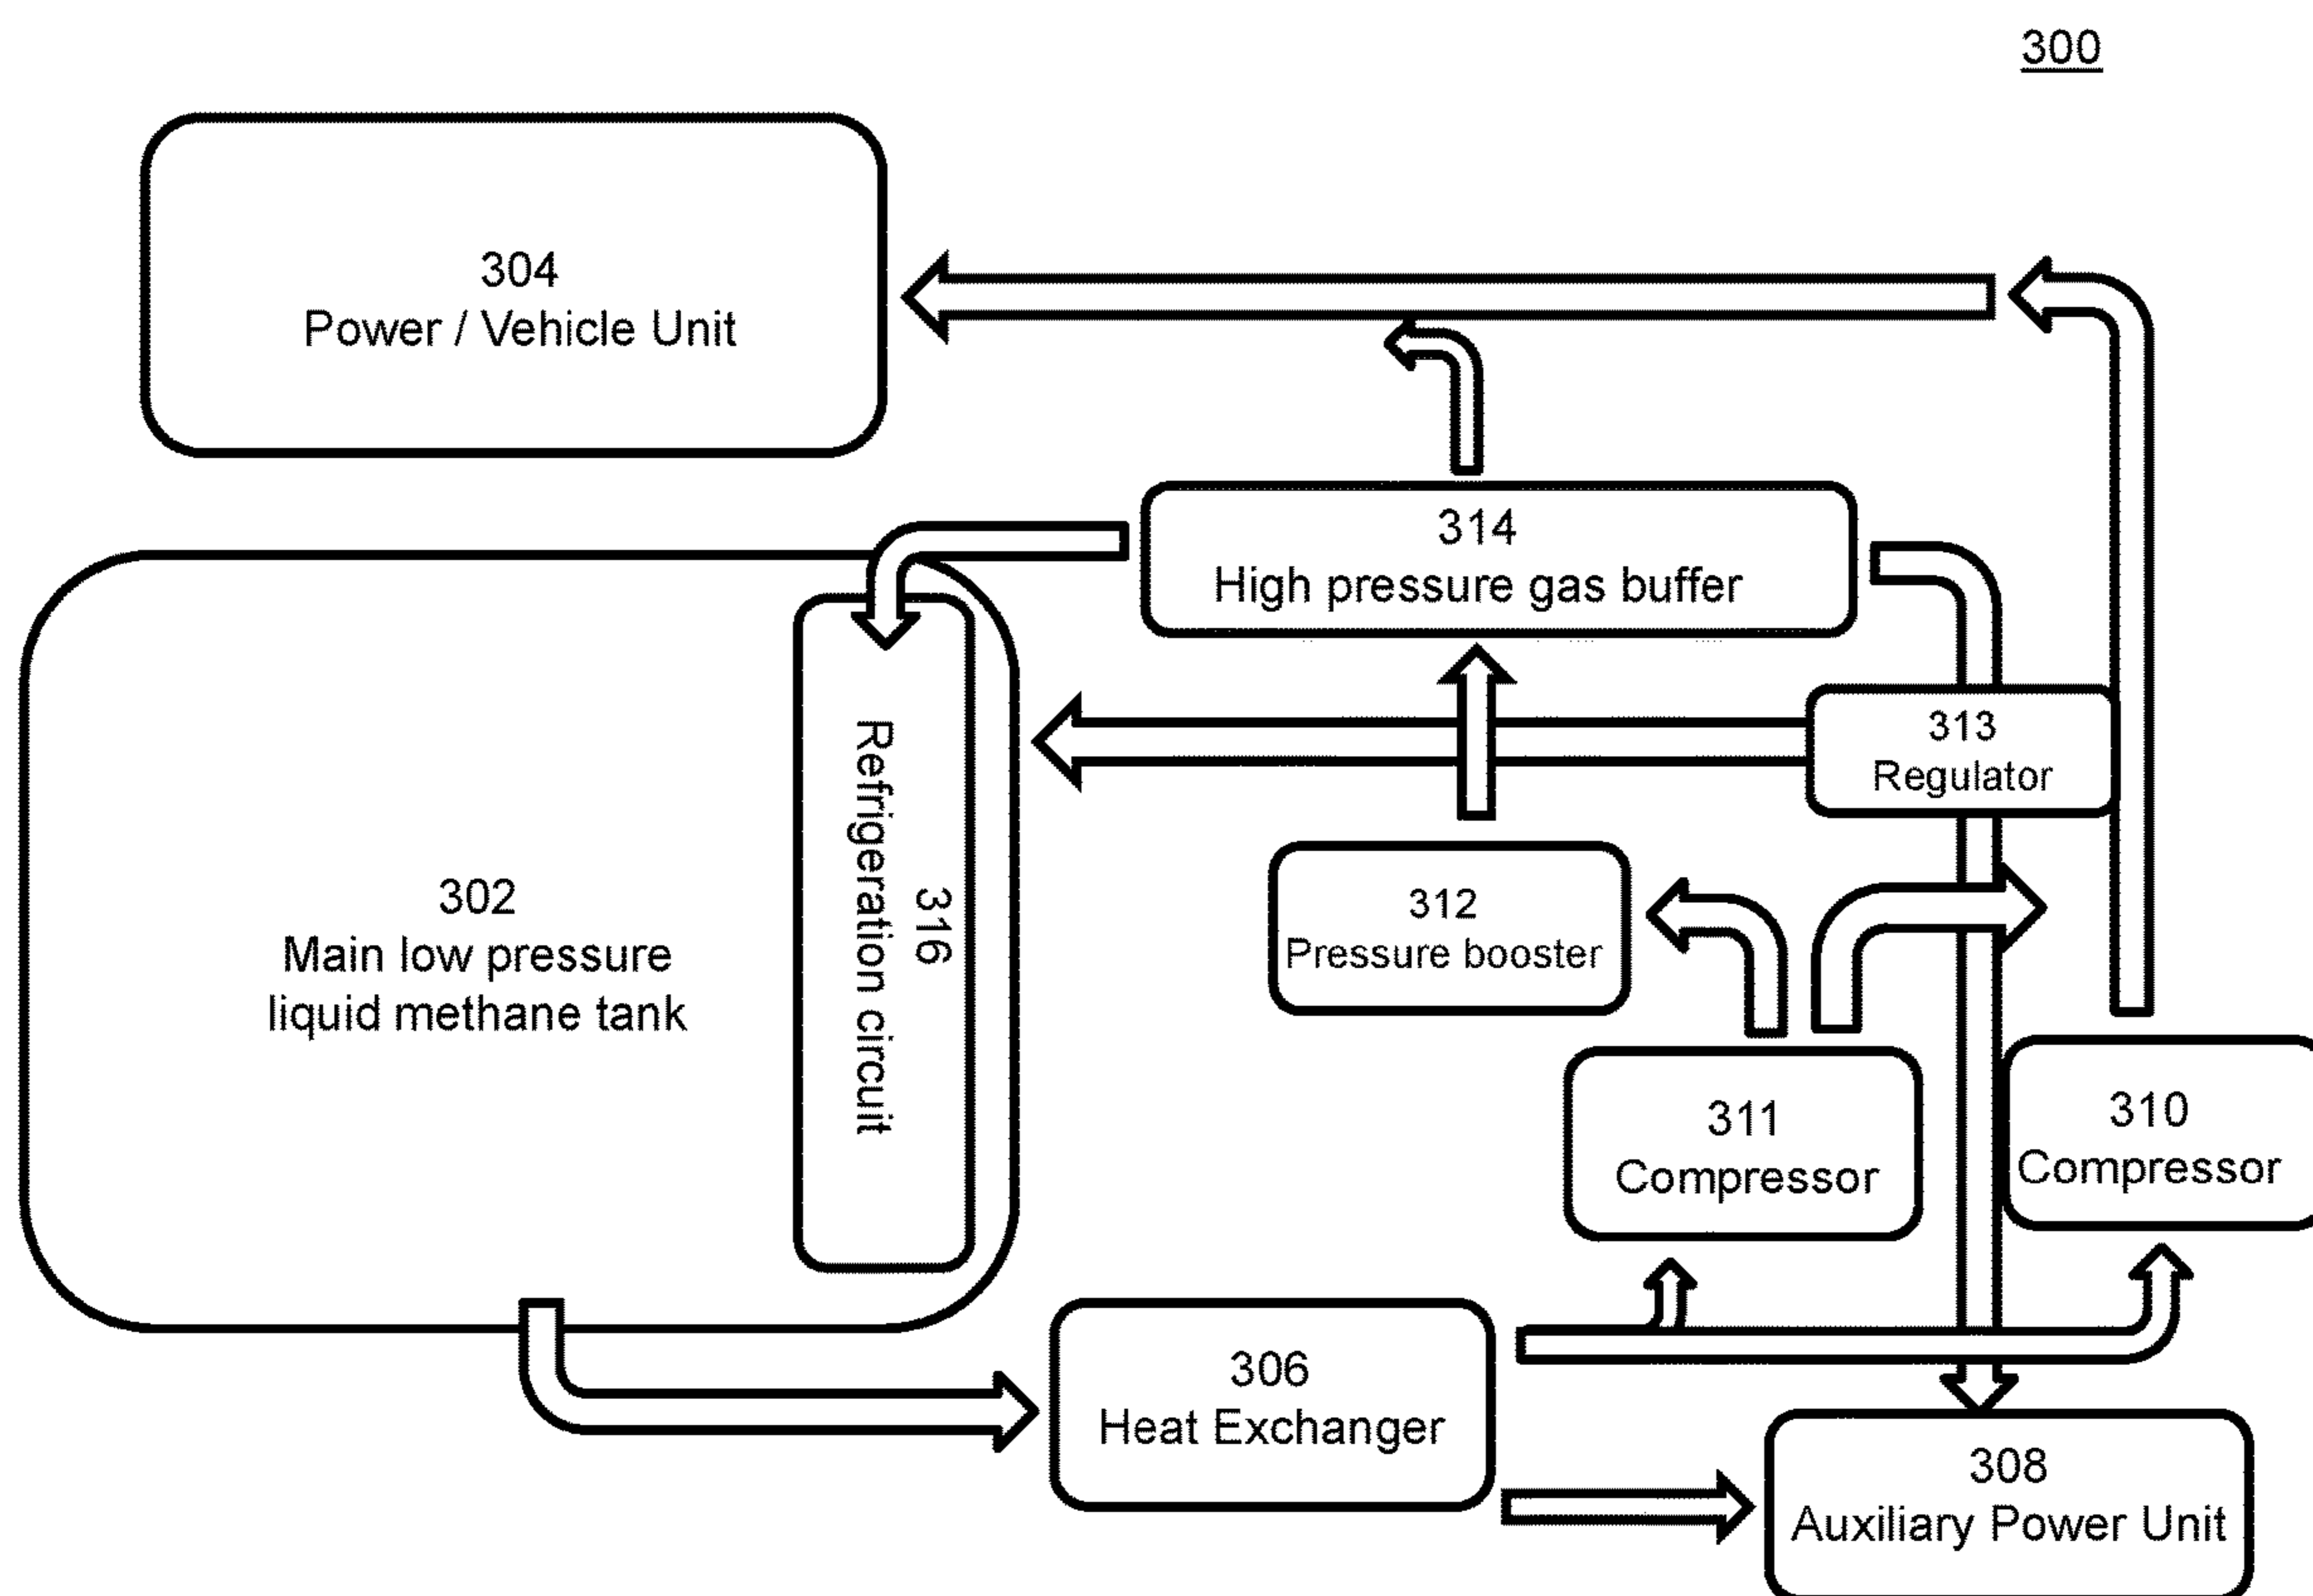 300
304
Power / Vehicle Unit
314
High pressure gas buffer
313
Regulator
302
Main low pressure
liquid methane tank
316
Refrigeration circuit
312
Pressure booster
311
Compressor
310
Compressor
306
Heat Exchanger
308
Auxiliary Power Unit